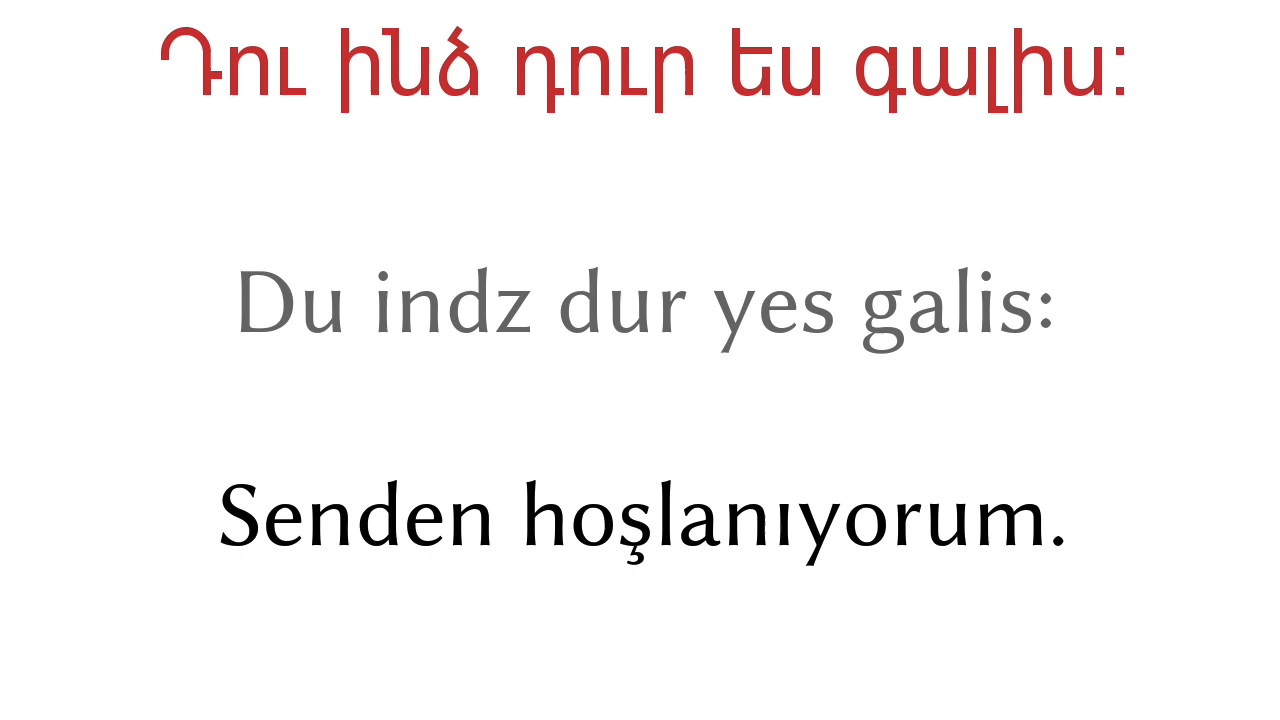 Դու ինձ դուր ես գալիս:
Du indz dur yes galis:
Senden hoşlanıyorum.